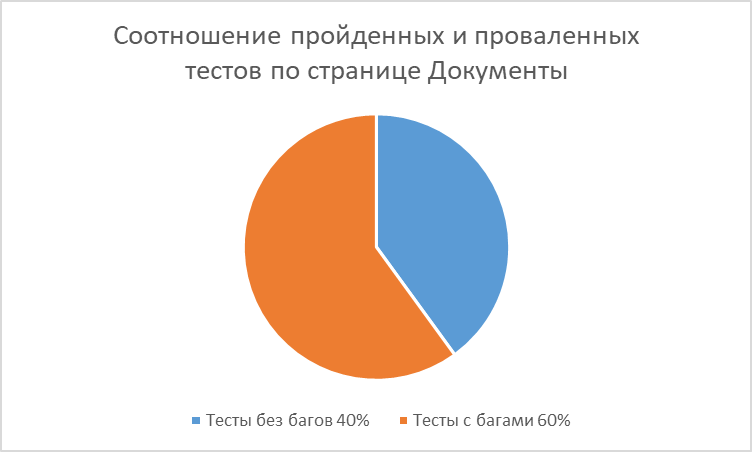 Соотношение пройденных и проваленных
тестов по странице Документы
Тесты без багов 40%
Тесты с багами 60%